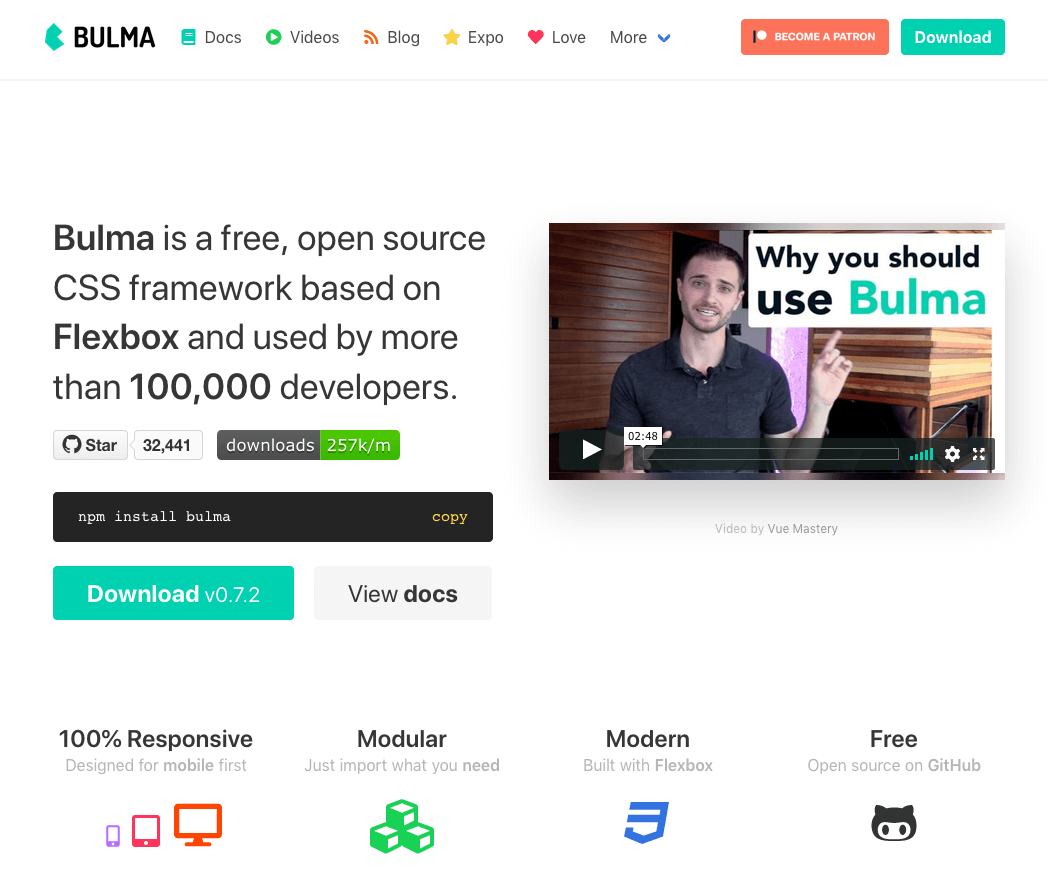 BULMA Docs Videos Blog Expo Love More BECOME A PATRON Download
Bulma is a free, open source
CSS framework based on
Flexbox and used by more
than 100,000 developers.
Star 32,441 downloads 257k/m
npm install bulma copy
Download v0.7.2 View docs
Why you should
use Bulma
02:48
Video by Vue Mastery
100% Responsive
Designed for mobile first
Modular
Just import what you need
Modern
Built with Flexbox
Free
Open source on GitHub